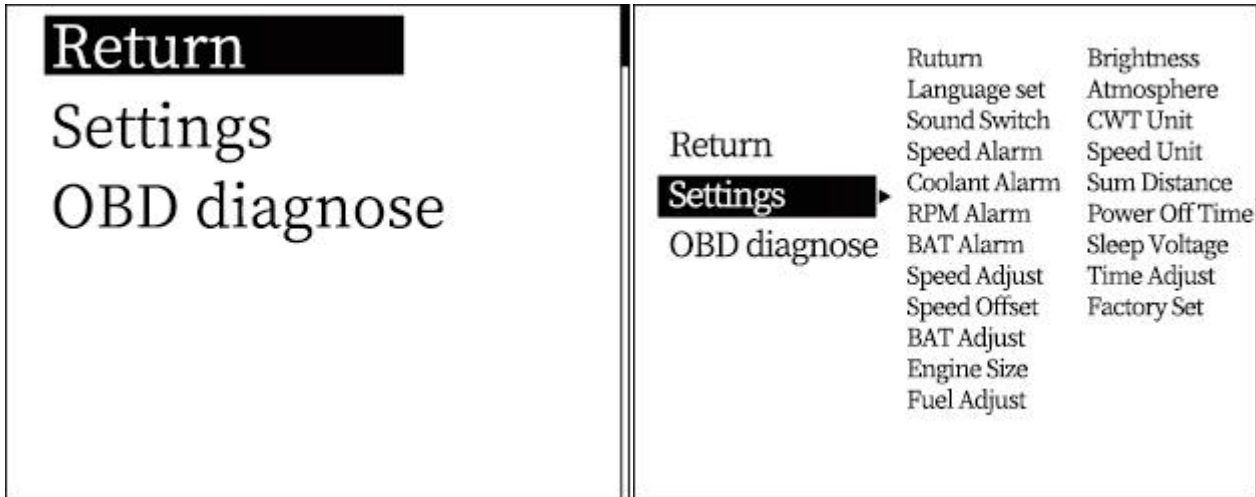 Return
Settings
OBD diagnose
Return
Settings
OBD diagnose
Ruturn
Language set
Sound Switch
Speed Alarm
Coolant Alarm
RPM Alarm
BAT Alarm
Speed Adjust
Speed Offset
BAT Adjust
Engine Size
Fuel Adjust
Brightness
Atmosphere
CWT Unit
Speed Unit
Sum Distance
Power Off Time
Sleep Voltage
Time Adjust
Factory Set